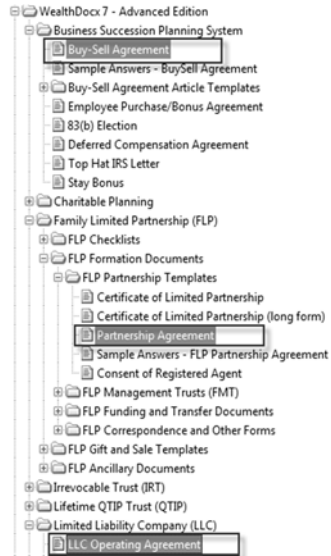 WealthDocx 7 - Advanced Edition
Business Succession Planning System
Buy-Sell Agreement
Sample Answers - BuySell Agreement
Buy-Sell Agreement Article Templates
Employee Purchase/Bonus Agreement
83(b) Election
Deferred Compensation Agreement
Top Hat IRS Letter
Stay Bonus
Charitable Planning
Family Limited Partnership (FLP)
FLP Checklists
FLP Formation Documents
FLP Partnership Templates
Certificate of Limited Partnership
Certificate of Limited Partnership (long form)
Partnership Agreement
Sample Answers - FLP Partnership Agreement
Consent of Registered Agent
FLP Management Trusts (FMT)
FLP Funding and Transfer Documents
FLP Correspondence and Other Forms
FLP Gift and Sale Templates
FLP Ancillary Documents
Irrevocable Trust (IRT)
Lifetime QTIP Trust (QTIP)
Limited Liability Company (LLC)
LLC Operating Agreement